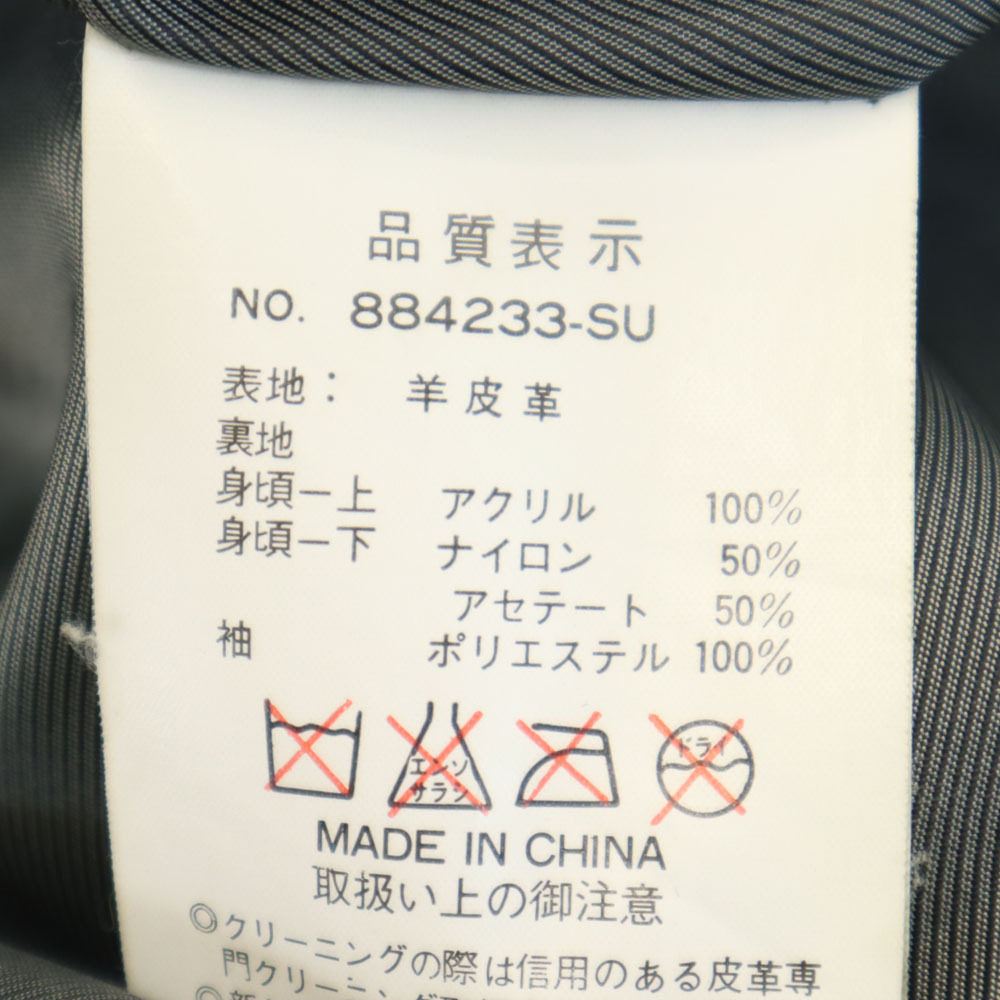 品質表示
NO. 884233-SU
表地： 羊皮革
裏地
身頃ー上 アクリル 100%
身頃ー下 ナイロン 50%
アセテート 50%
袖 ポリエステル 100%
エンソサラシ
ドライ
MADE IN CHINA
取扱い上の御注意
◎クリーニングの際は信用のある皮革専
門クリーニング